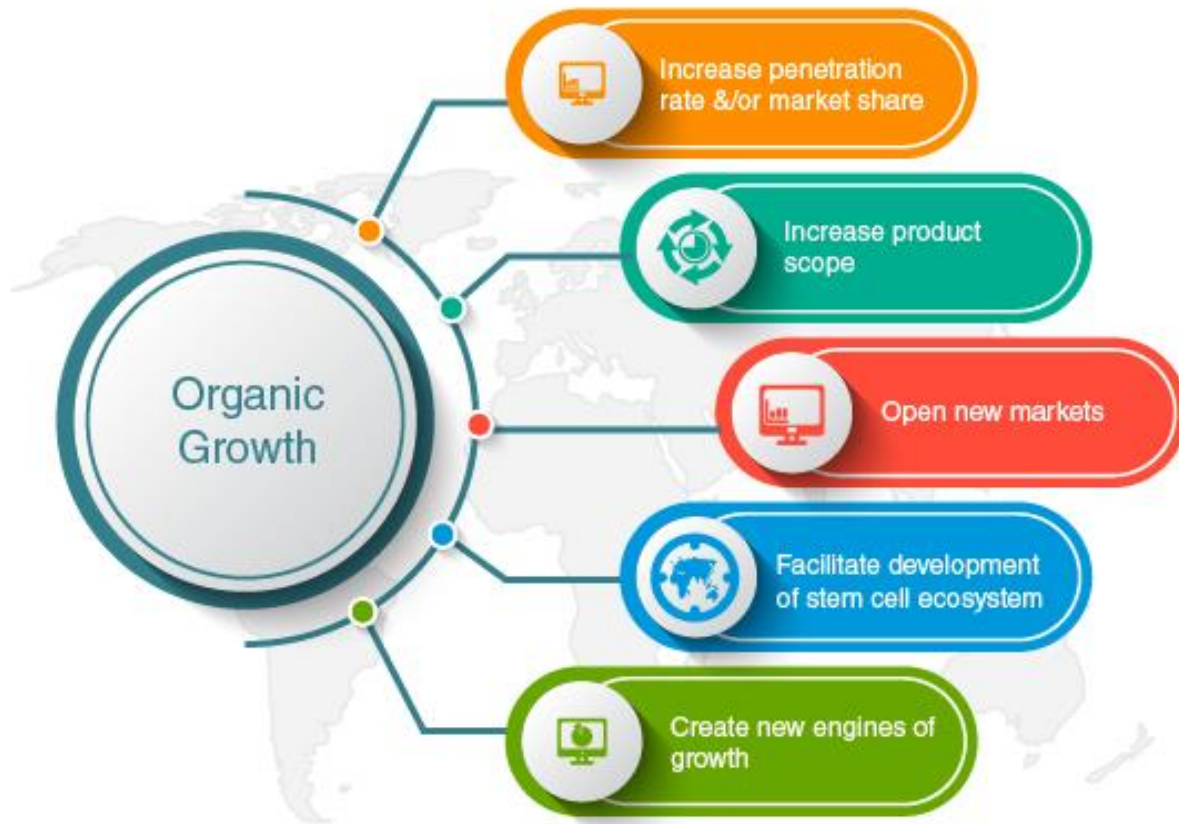 Organic
Growth
Increase penetration
rate &/or market share
Increase product
scope
Open new markets
Facilitate development
of stem cell ecosystem
Create new engines of
growth